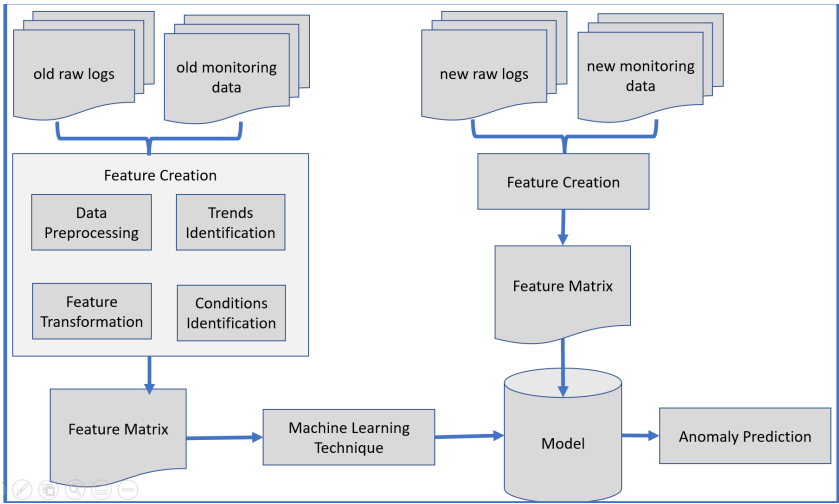 old raw logs
old monitoring
data
new raw logs
new monitoring
data
Feature Creation
Data
Preprocessing
Trends
Identification
Feature
Transformation
Conditions
Identification
Feature Creation
Feature Matrix
Feature Matrix
Machine Learning
Technique
Model
Anomaly Prediction